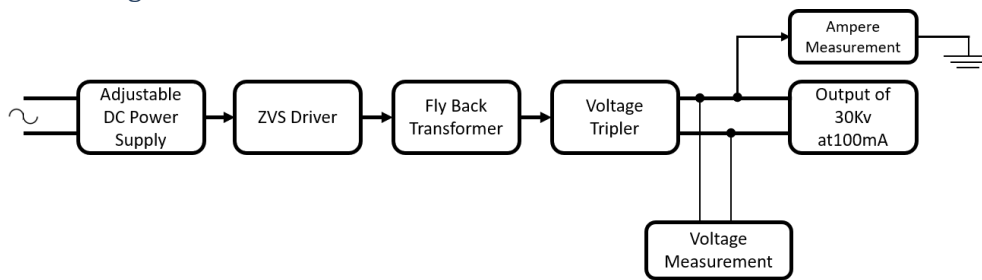 Ampere
Measurement
Adjustable
DC Power
Supply
ZVS Driver
Fly Back
Transformer
Voltage
Tripler
Output of
30Kv
at100mA
Voltage
Measurement